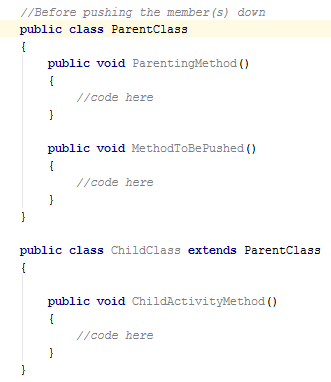 //Before pushing the member(s) down
public class ParentClass
{
public void ParentingMethod()
{
//code here
}
public void MethodToBePushed()
{
//code here
}
}
public class ChildClass extends ParentClass
{
public void ChildActivityMethod()
{
//code here
}
}